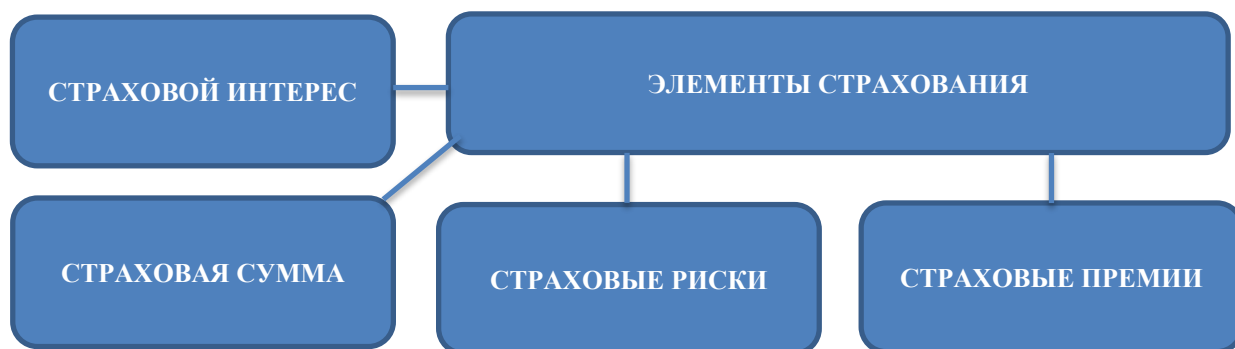 СТРАХОВОЙ ИНТЕРЕС
ЭЛЕМЕНТЫ СТРАХОВАНИЯ
СТРАХОВАЯ СУММА
СТРАХОВЫЕ РИСКИ
СТРАХОВЫЕ ПРЕМИИ